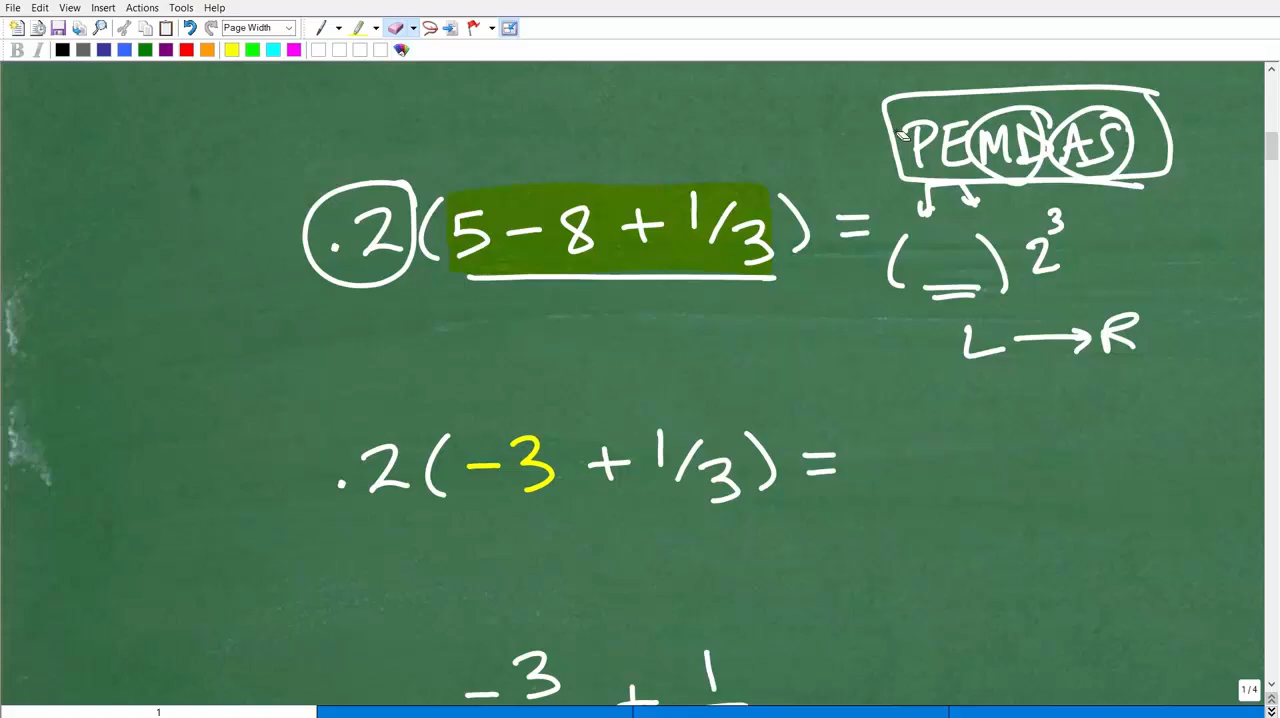 File Edit View Insert Actions Tools Help
Page Width
B I
PEMDAS
.2(5-8+1/3)=
( ) 2³
L → R
.2(-3+1/3)=
-3 + 1
1/4
1